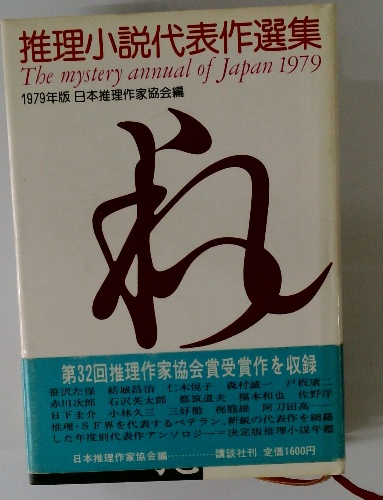 推理小説代表作選集
The mystery annual of Japan 1979
1979年版 日本推理作家協会編
第32回推理作家協会賞受賞作を収録
笹沢左保 結城昌治 仁木悦子 森村誠一 戸板康二
赤川次郎 石沢英太郎 都筑道夫 福本和也 佐野洋
日下圭介 小林久三 三好徹 梶龍雄 阿刀田高
推理・SF界を代表するベテラン、新鋭の代表作を網羅
した年度別代表作アンソロジー＝決定版推理小説年鑑
日本推理作家協会編…………講談社刊 定価1600円